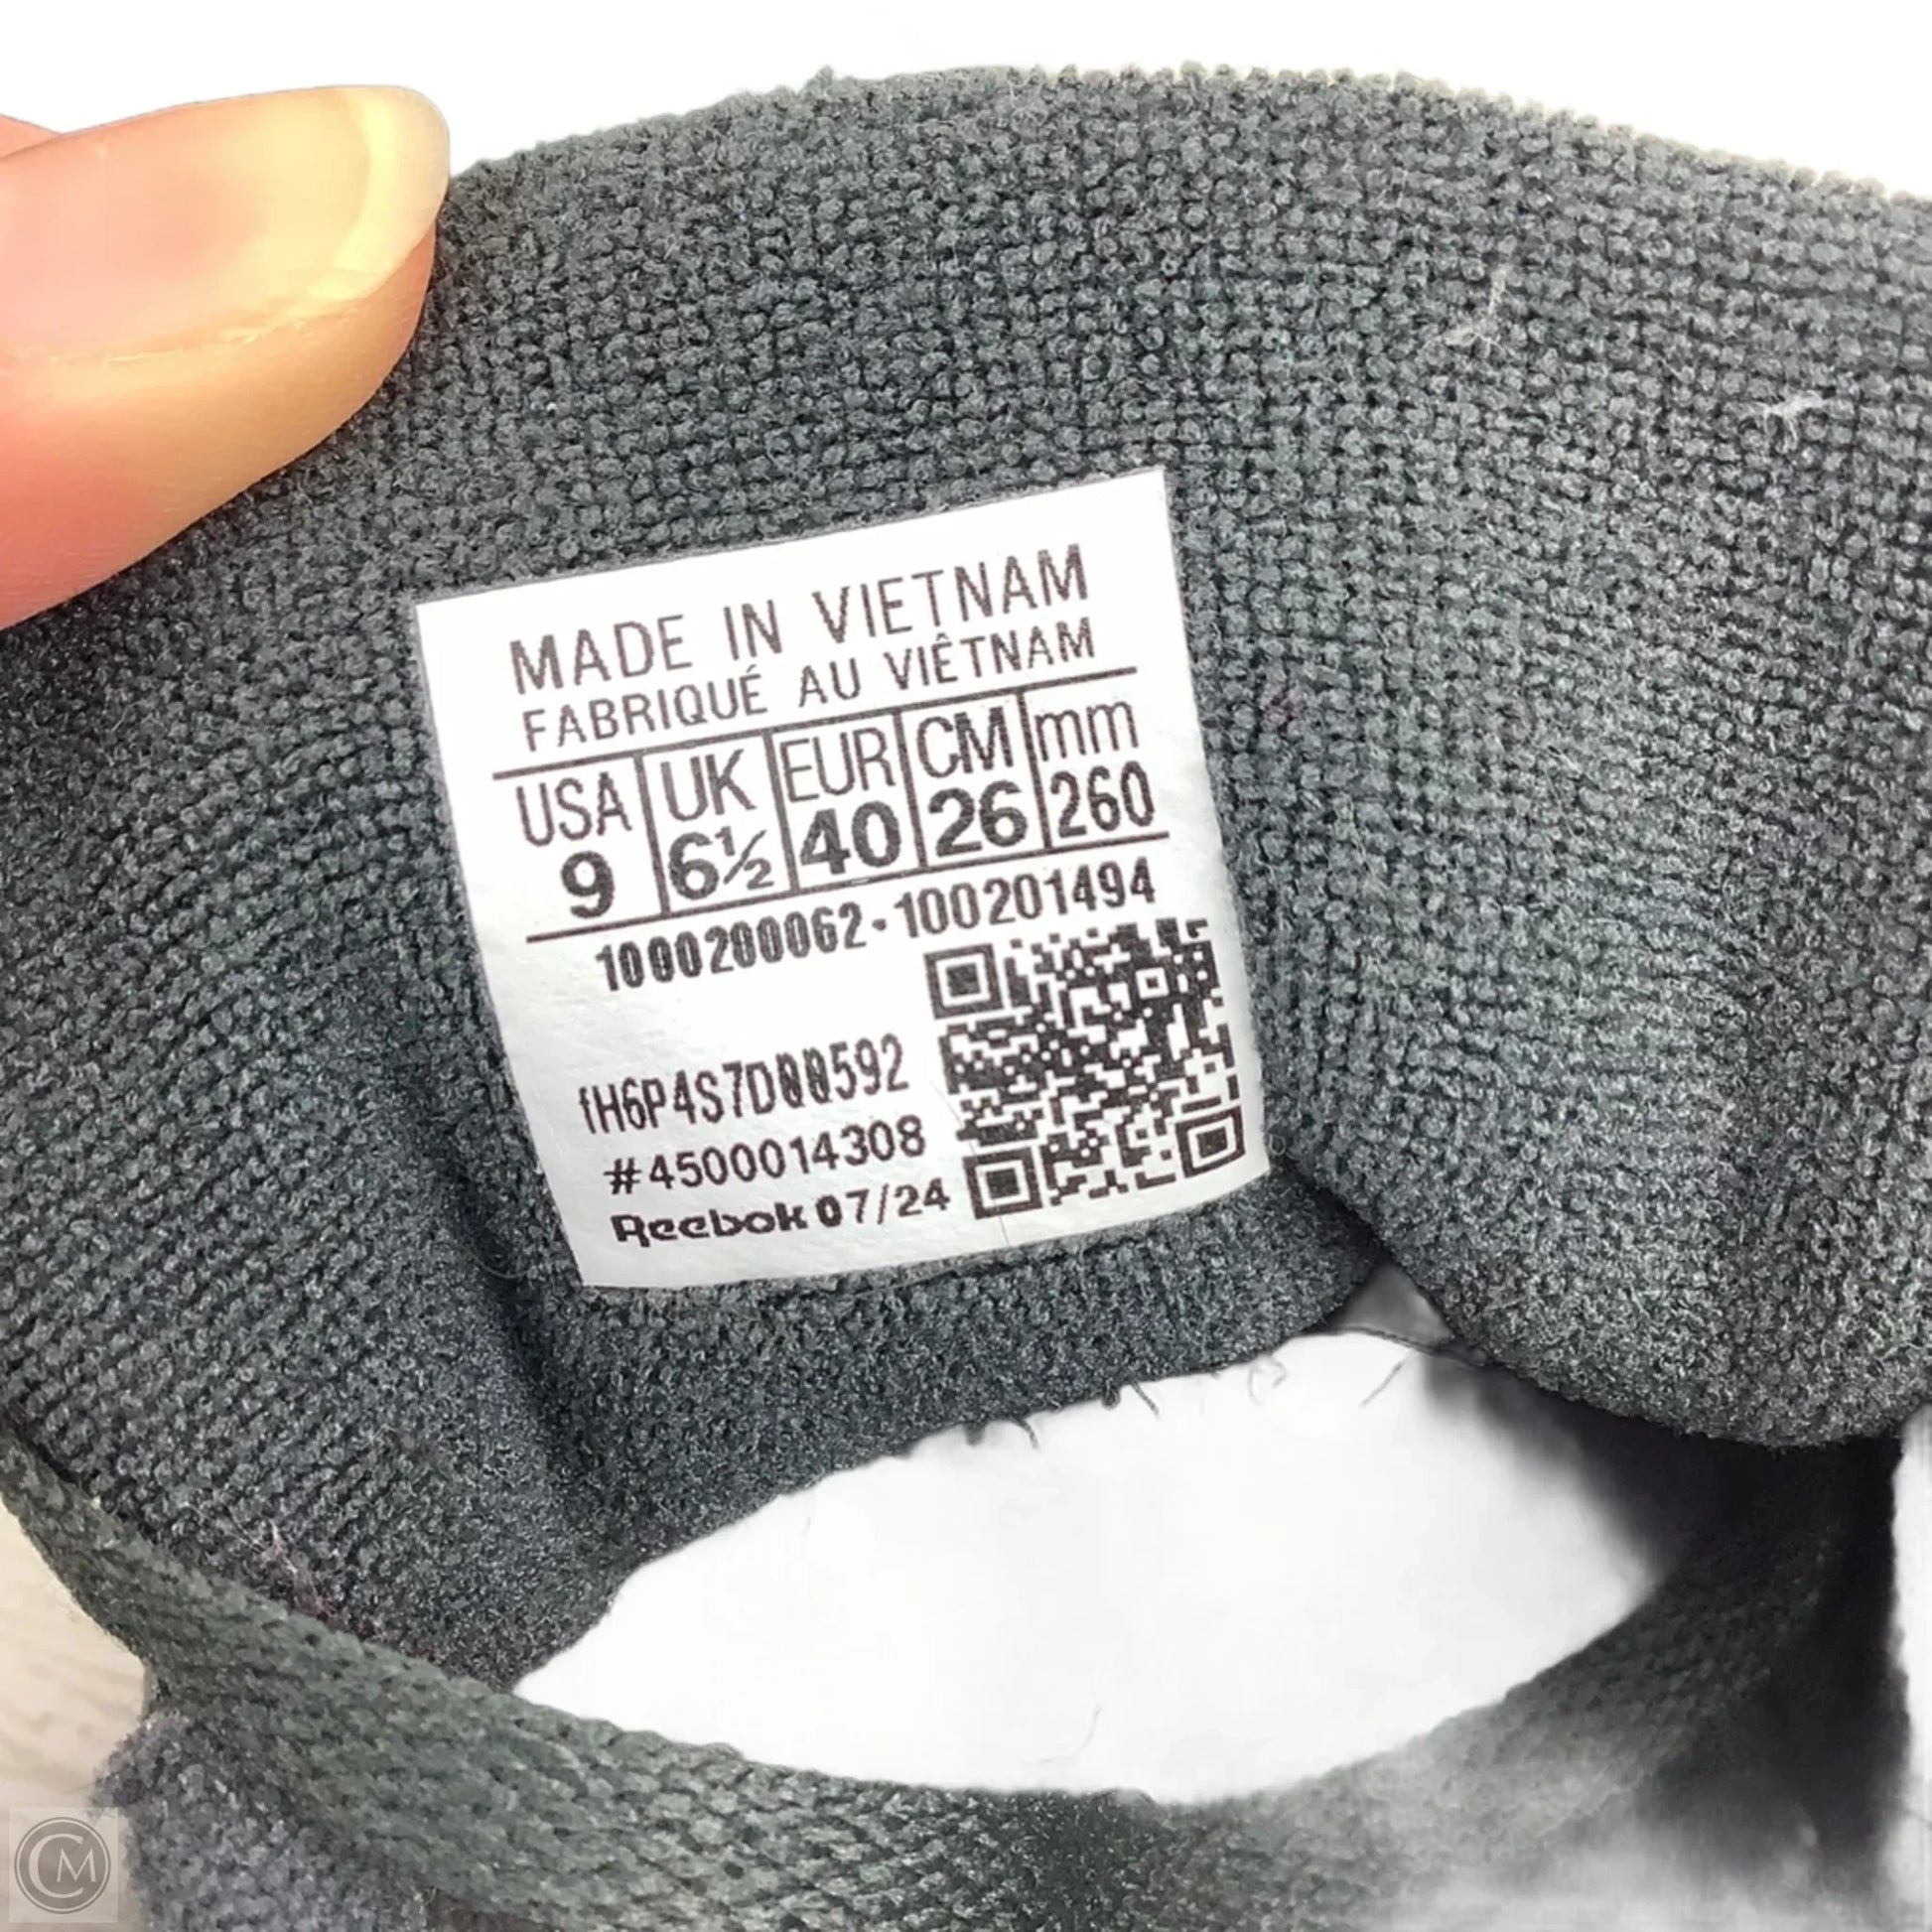 MADE IN VIETNAM
FABRIQUÉ AU VIÊTNAM
USA UK EUR CM mm
9 6½ 40 26 260
1000200062·100201494
fH6P4S7D00592
#4500014308
Reebok 07/24
CM